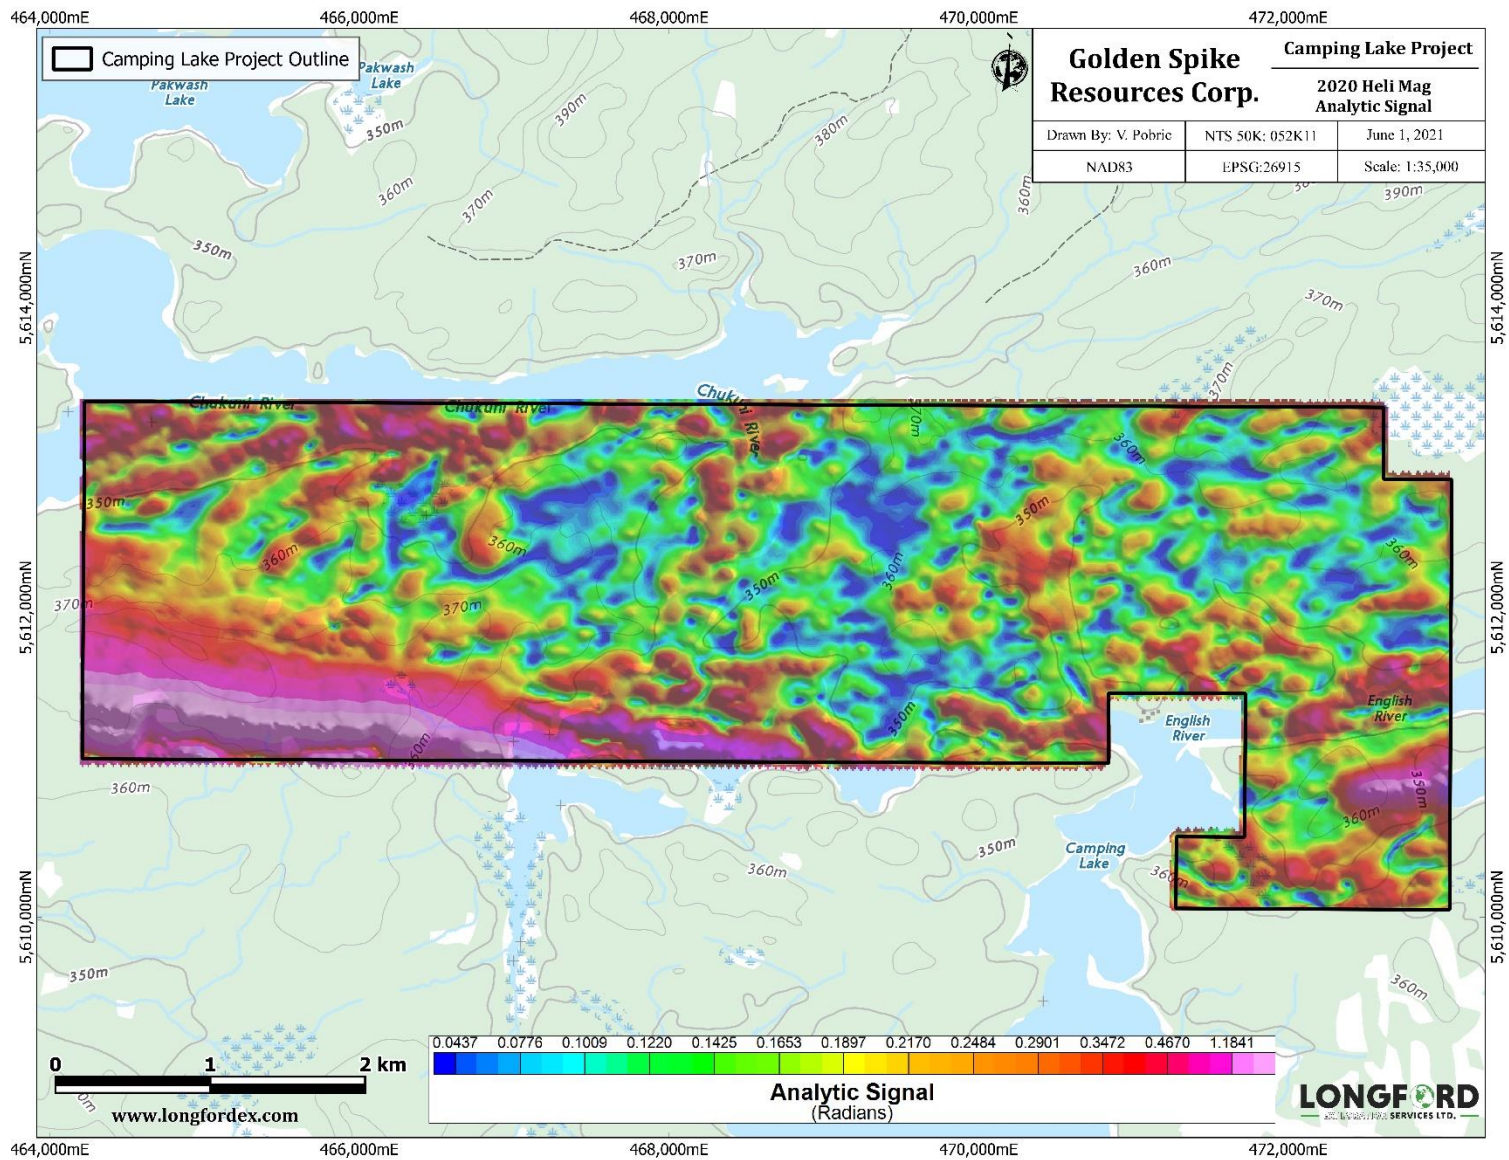 464,000mE 466,000mE 468,000mE 470,000mE 472,000mE
Camping Lake Project Outline
Golden Spike
Resources Corp.
Camping Lake Project
2020 Heli Mag
Analytic Signal
Drawn By: V. Pobric
NTS 50K: 052K11
June 1, 2021
NAD83
EPSG:26915
Scale: 1:35,000
Pakwash
Lake
Pakwash
Lake
350m
390m
380m
360m
370m
360m
390m
350m
370m
360m
370m
5,614,000mN
5,614,000mN
370m
Chukuni River
Chukuni River
Chukuni River
370m
360m
350m
350m
360m
360m
350m
360m
360m
370m
370m
5,612,000mN
5,612,000mN
350m
360m
English
River
English
River
360m
350m
360m
360m
350m
Camping
Lake
360m
360m
5,610,000mN
5,610,000mN
350m
360m
0 1 2 km
www.longfordex.com
0.0437 0.0776 0.1009 0.1220 0.1425 0.1653 0.1897 0.2170 0.2484 0.2901 0.3472 0.4670 1.1841
Analytic Signal
(Radians)
LONGFORD
SERVICES LTD.
464,000mE 466,000mE 468,000mE 470,000mE 472,000mE